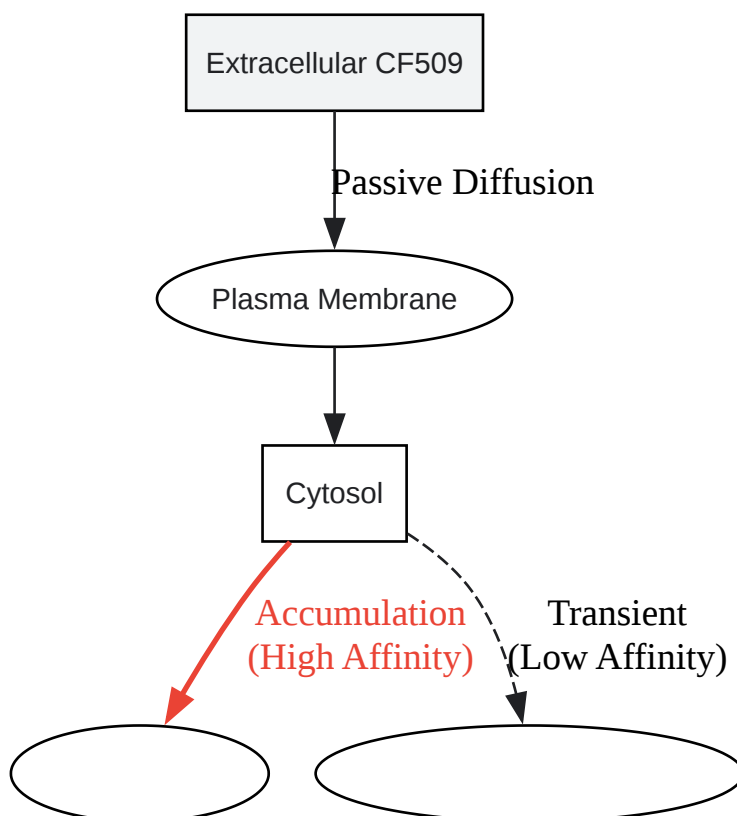 Extracellular CF509
Passive Diffusion
Plasma Membrane
Cytosol
Accumulation
(High Affinity)
Transient
(Low Affinity)